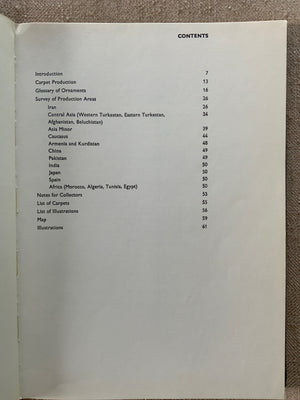 CONTENTS
Introduction 7
Carpet Production 13
Glossary of Ornaments 16
Survey of Production Areas 26
Iran 26
Central Asia (Western Turkestan, Eastern Turkestan, 34
Afghanistan, Beluchistan)
Asia Minor 39
Caucasus 44
Armenia and Kurdistan 48
China 49
Pakistan 49
India 50
Japan 50
Spain 50
Africa (Morocco, Algeria, Tunisia, Egypt) 50
Notes for Collectors 53
List of Carpets 55
List of Illustrations 56
Map 59
Illustrations 61